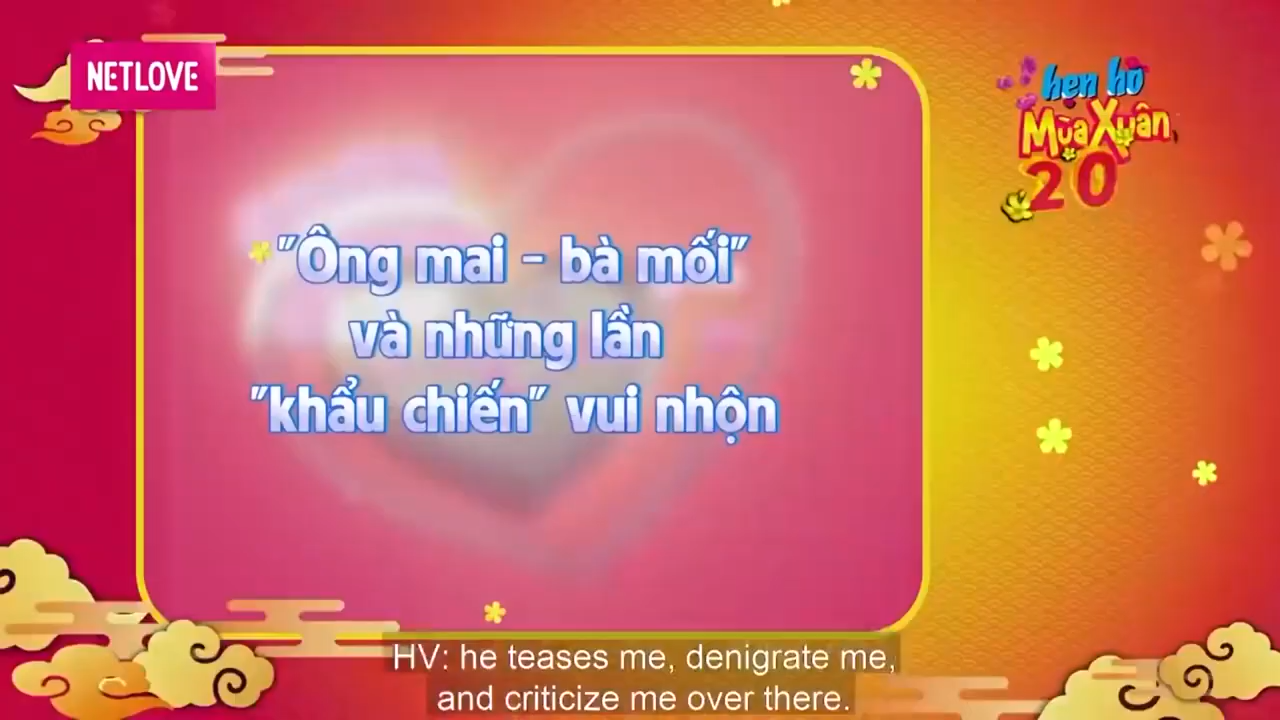 NETLOVE
hẹn hò
Mùa Xuân
20
"Ông mai - bà mối"
và những lần
"khẩu chiến" vui nhộn
HV: he teases me, denigrate me,
and criticize me over there.